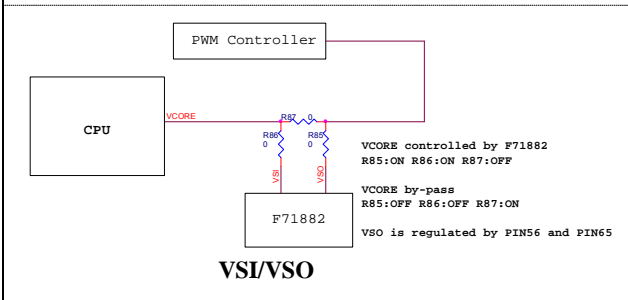 PWM Controller
CPU
VCORE
R87 0
R86
0
R85
0
VSI
VSO
F71882
VCORE controlled by F71882
R85:ON R86:ON R87:OFF
VCORE by-pass
R85:OFF R86:OFF R87:ON
VSO is regulated by PIN56 and PIN65
VSI/VSO